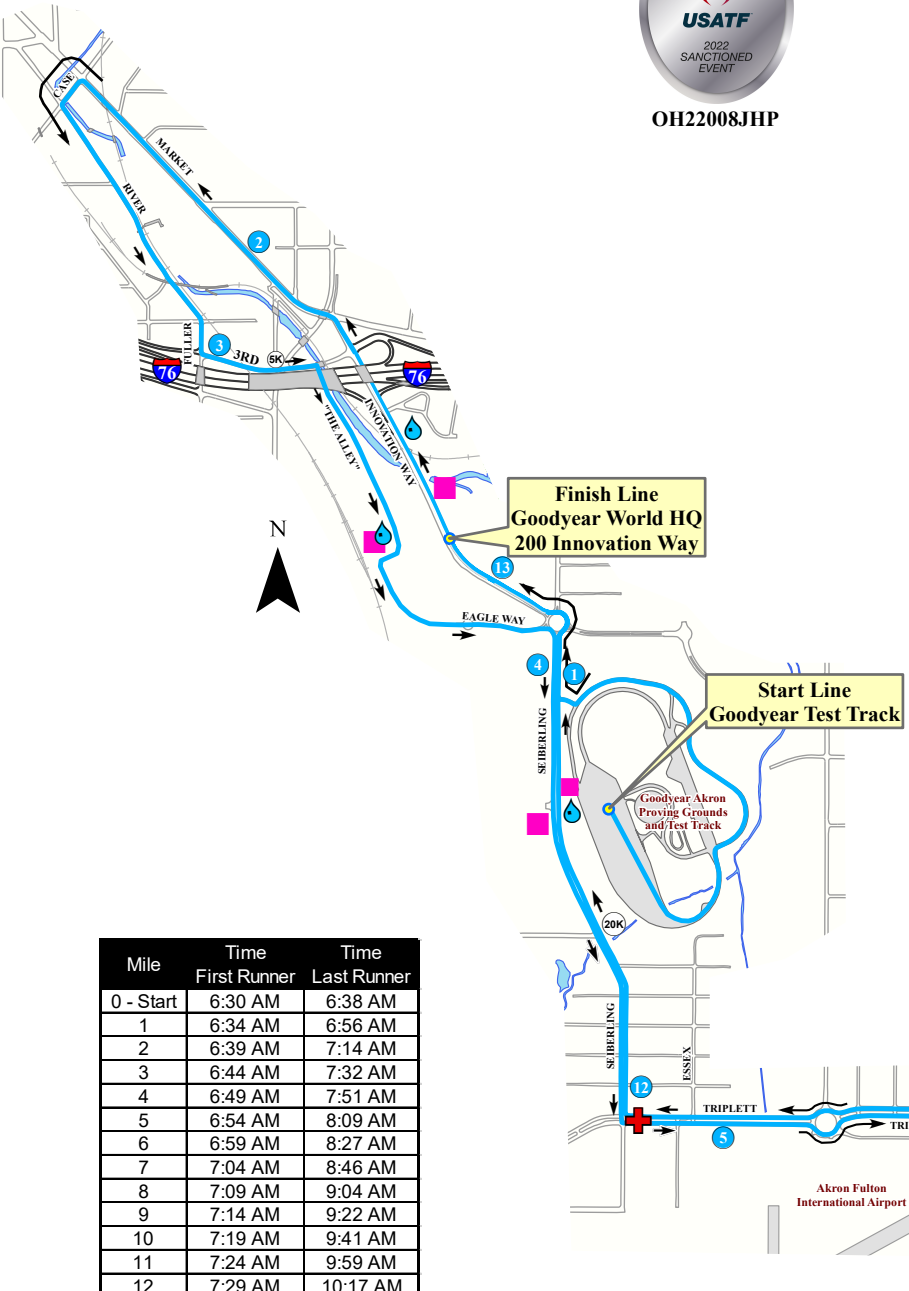 USATF
2022
SANCTIONED
EVENT
OH22008JHP
CASE
MARKET
RIVER
2
FULLER
3
3RD
5K
76
76
"THE ALLEY"
INNOVATION WAY
Finish Line
Goodyear World HQ
200 Innovation Way
N
13
EAGLE WAY
4
1
Start Line
Goodyear Test Track
SEIBERLING
Goodyear Akron
Proving Grounds
and Test Track
20K
SEIBERLING
ESSEX
12
TRIPLETT
5
TRI
Akron Fulton
International Airport
Mile Time First Runner Time Last Runner
0 - Start 6:30 AM 6:38 AM
1 6:34 AM 6:56 AM
2 6:39 AM 7:14 AM
3 6:44 AM 7:32 AM
4 6:49 AM 7:51 AM
5 6:54 AM 8:09 AM
6 6:59 AM 8:27 AM
7 7:04 AM 8:46 AM
8 7:09 AM 9:04 AM
9 7:14 AM 9:22 AM
10 7:19 AM 9:41 AM
11 7:24 AM 9:59 AM
12 7:29 AM 10:17 AM